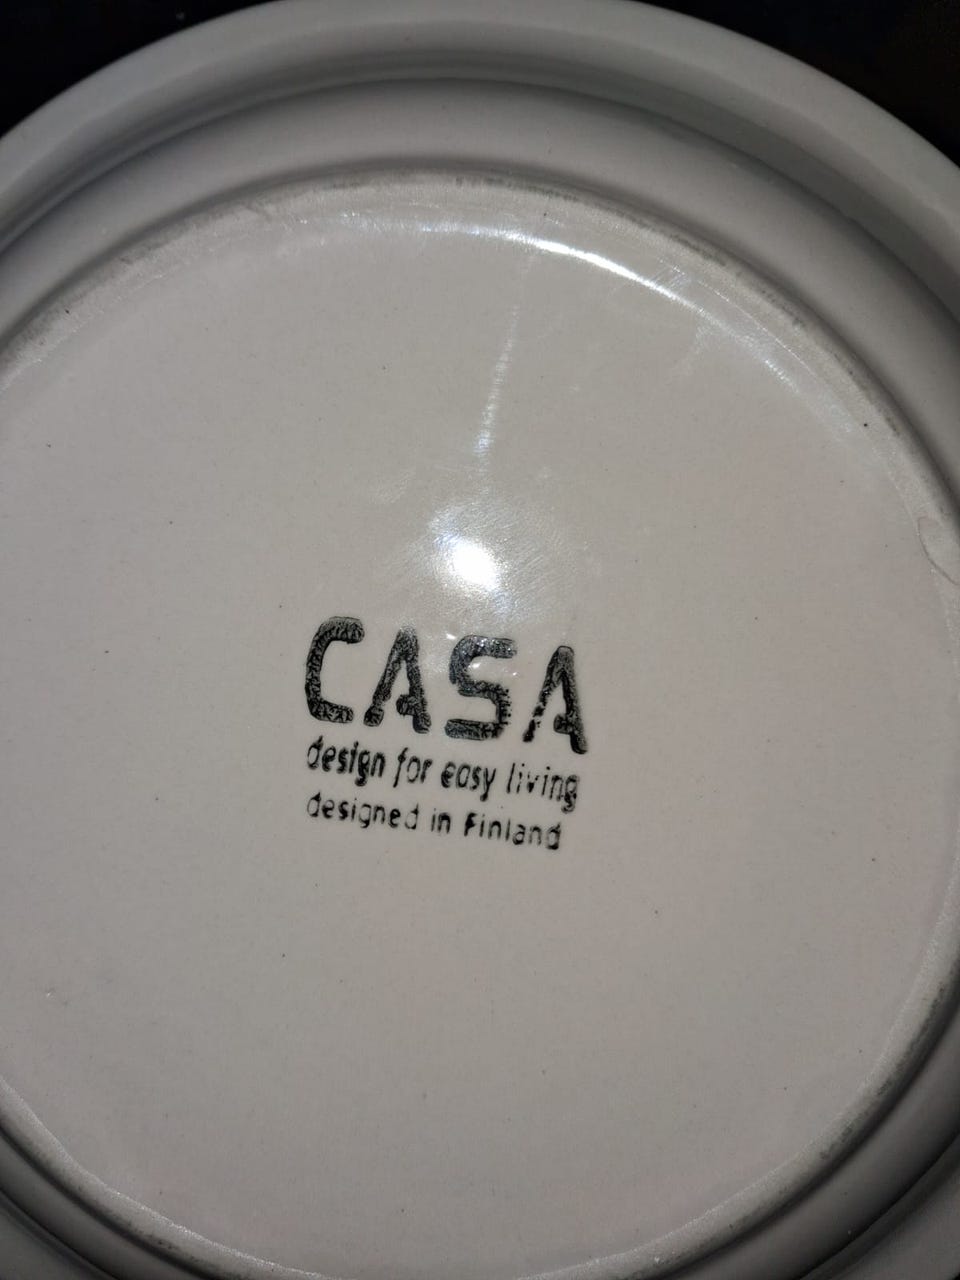 CASA
design for easy living
designed in Finland